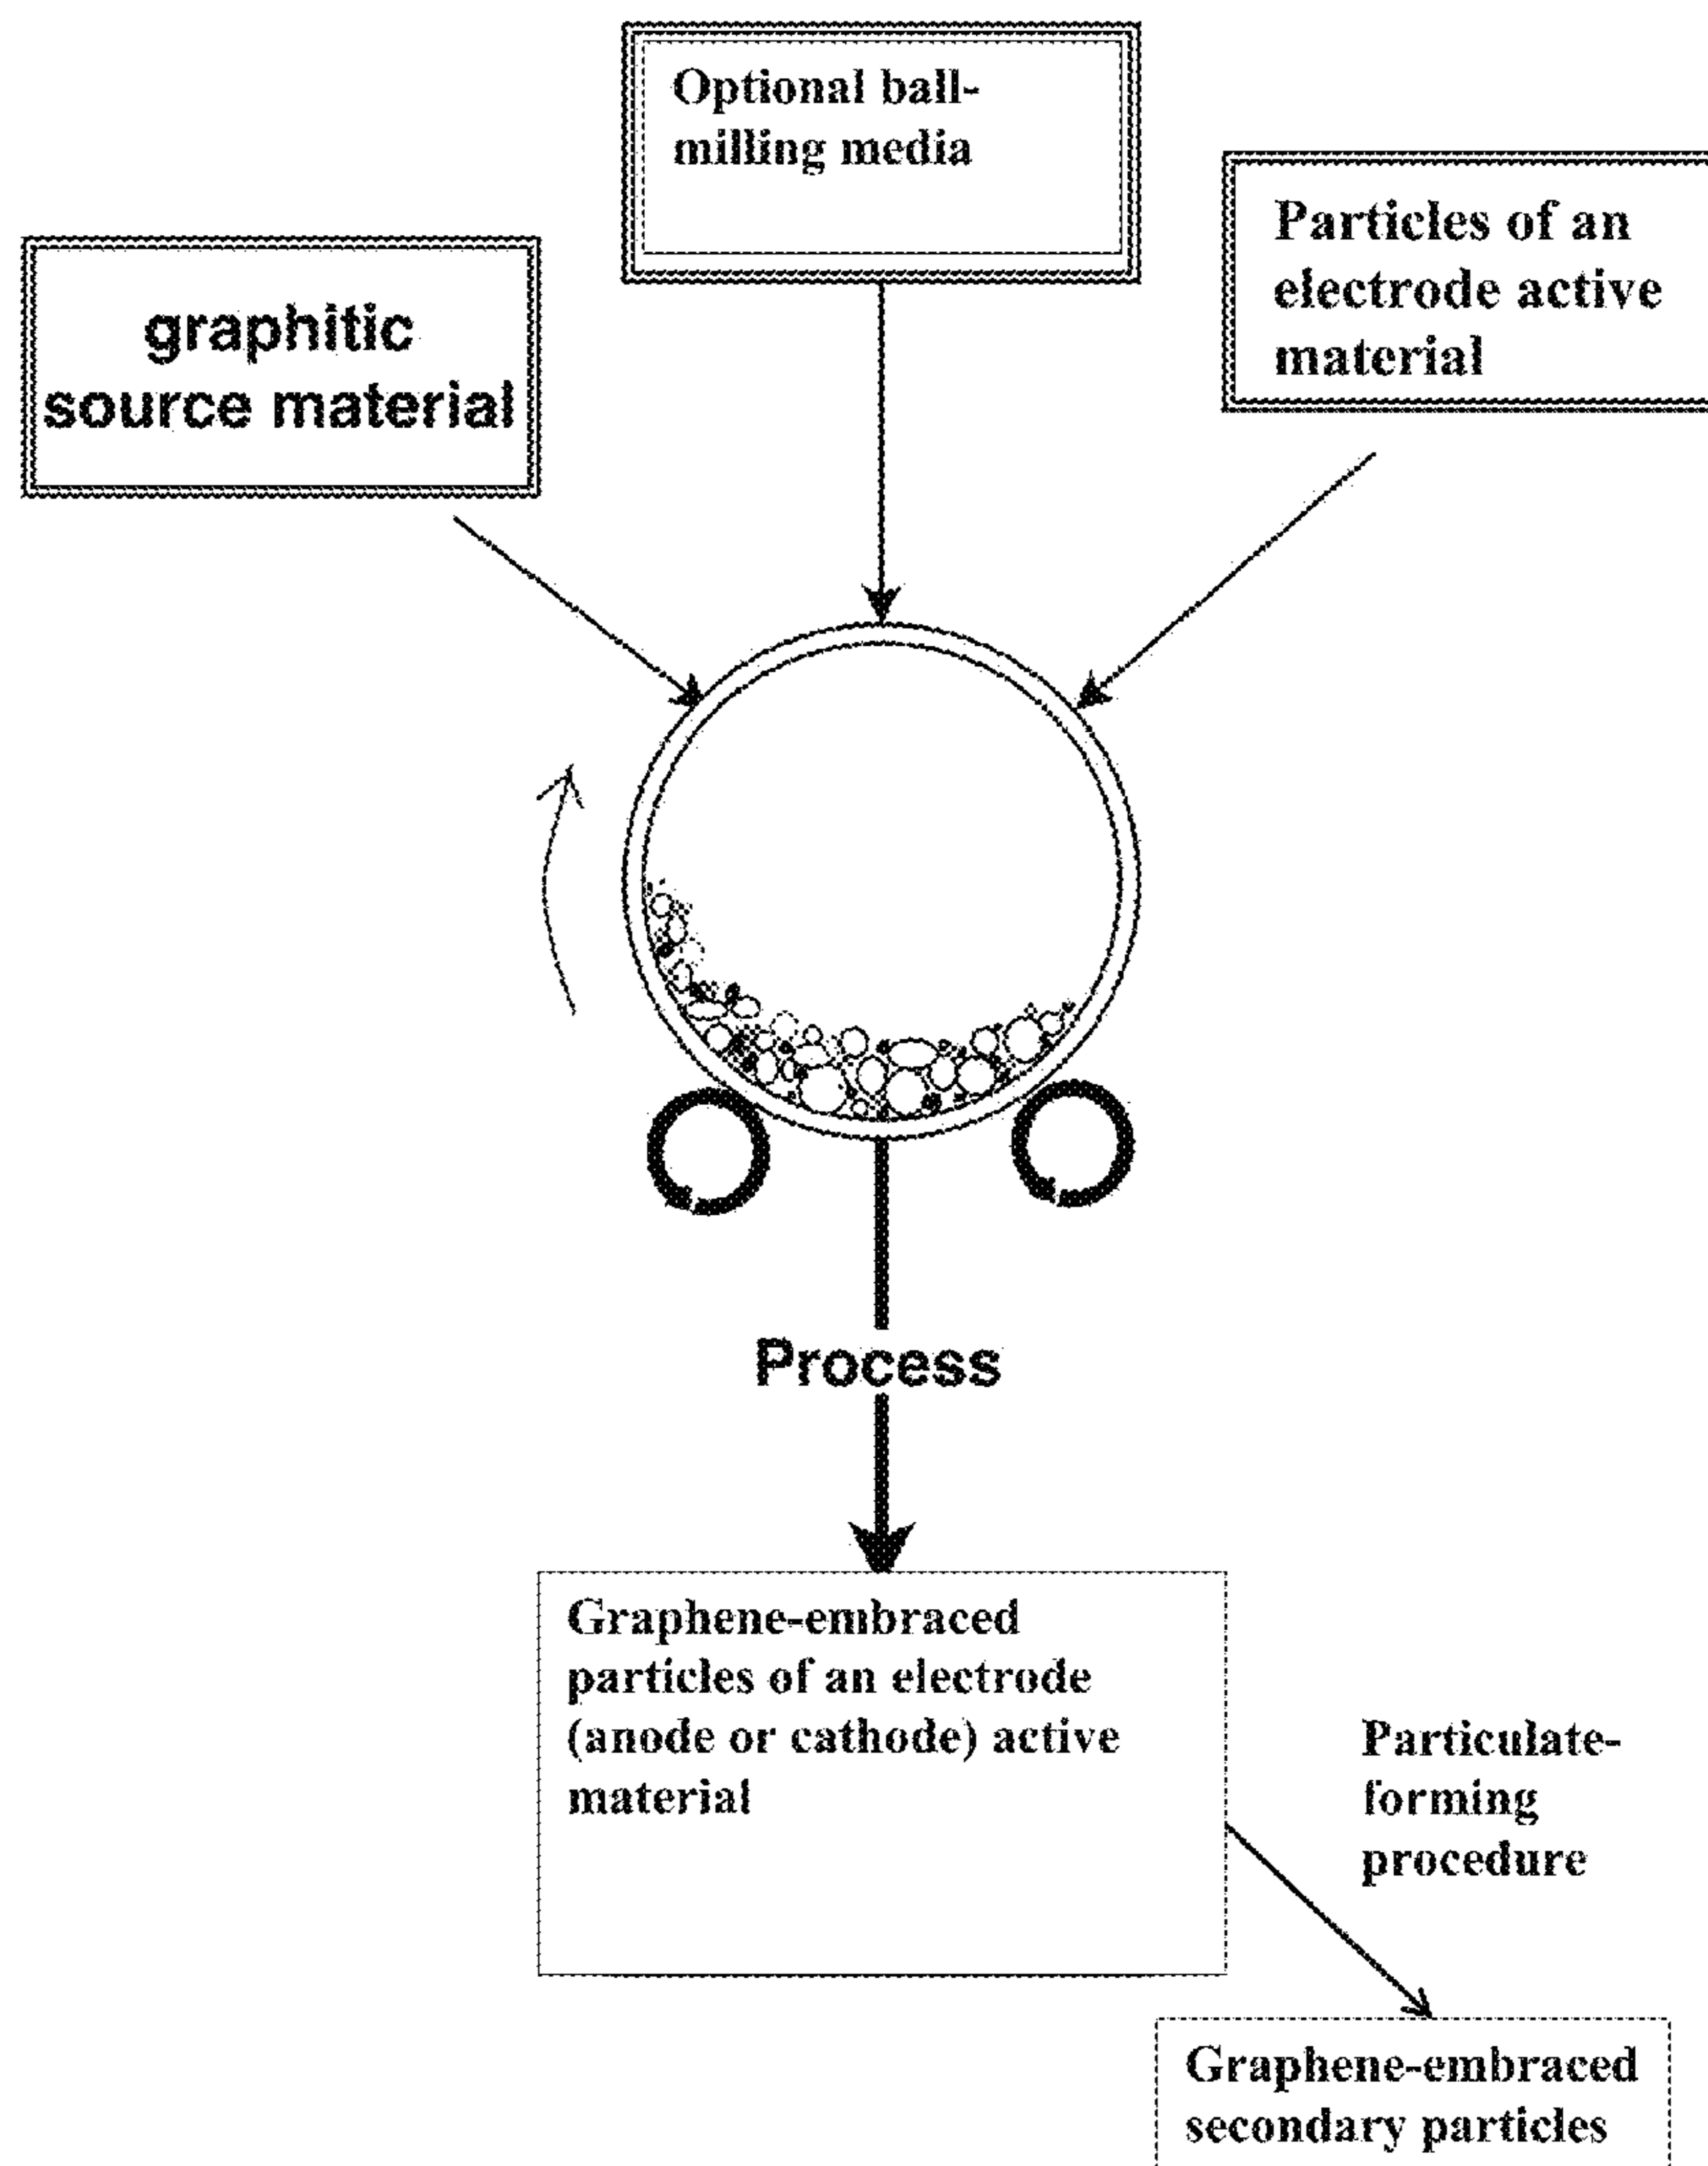 Optional ball-
milling media
Particles of an
electrode active
material
graphitic
source material
Process
Graphene-embraced
particles of an electrode
(anode or cathode) active
material
Particulate-
forming
procedure
Graphene-embraced
secondary particles